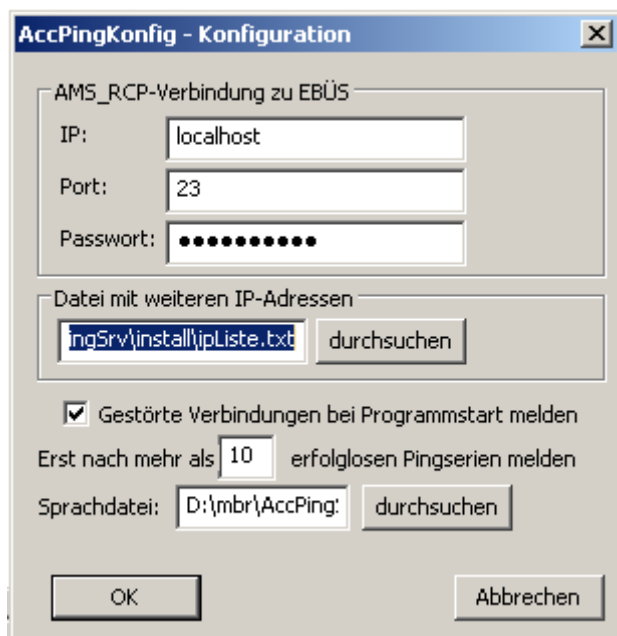 AccPingKonfig - Konfiguration
AMS_RCP-Verbindung zu EBÜS
IP: localhost
Port: 23
Passwort: ●●●●●●●●●●
Datei mit weiteren IP-Adressen
ingSrv\install\ipListe.txt durchsuchen
Gestörte Verbindungen bei Programmstart melden
Erst nach mehr als 10 erfolglosen Pingserien melden
Sprachdatei: D:\mbr\AccPing durchsuchen
OK Abbrechen